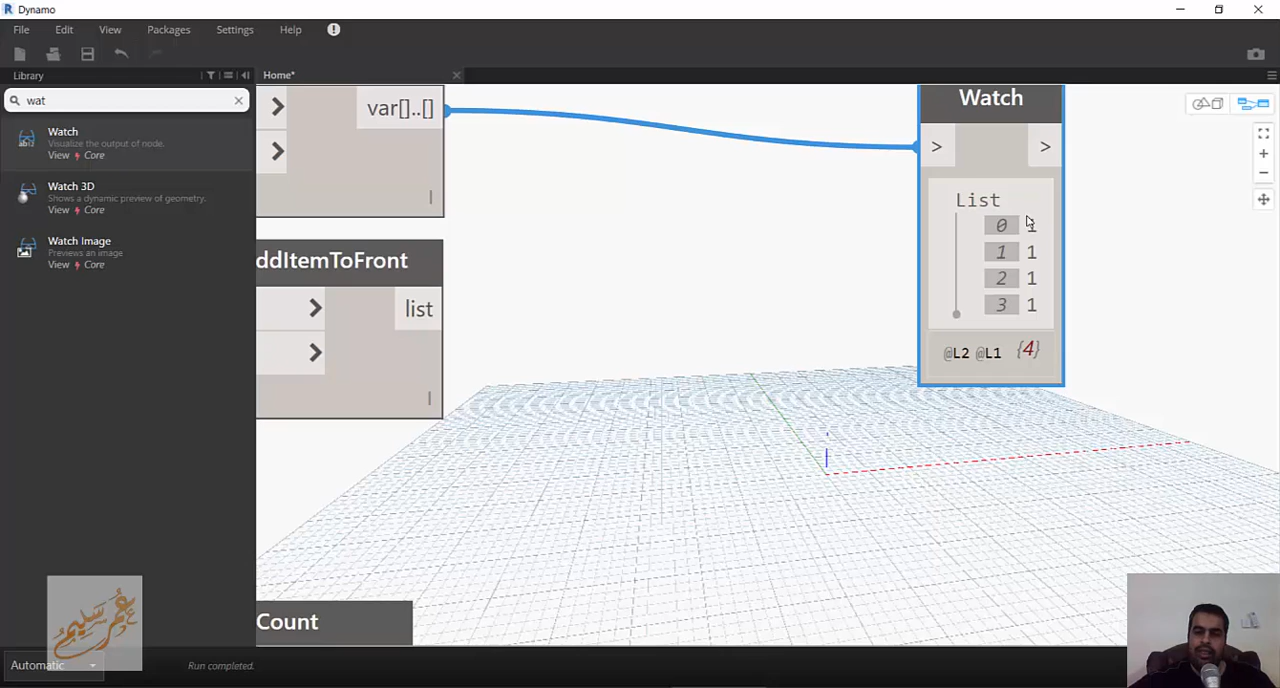 Dynamo
File Edit View Packages Settings Help
Library
Home*
wat
Watch
Visualize the output of node.
View Core
Watch 3D
Shows a dynamic preview of geometry.
View Core
Watch Image
Previews an image
View Core
var[]..[]
Watch
>
>
List
0 1
1 1
2 1
3 1
@L2 @L1 {4}
ddItemToFront
list
Count
عمر سليم
Automatic
Run completed.